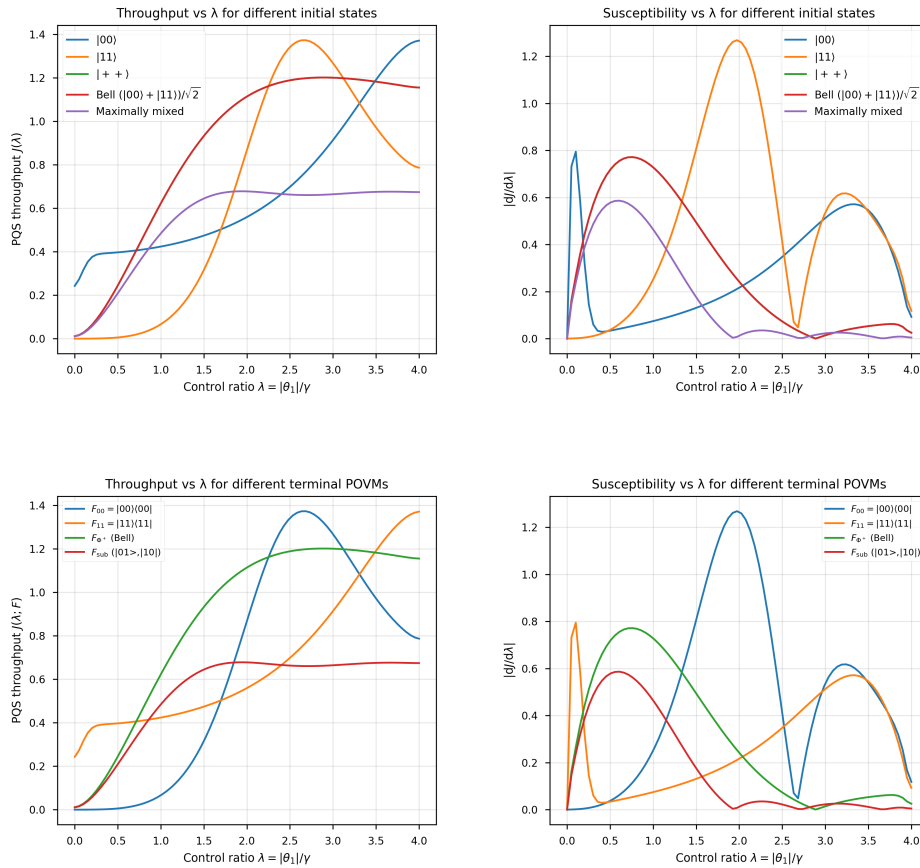 Throughput vs λ for different initial states
|00⟩
|11⟩
|++⟩
Bell (|00⟩ + |11⟩)/√2
Maximally mixed
PQS throughput J(λ)
1.4
1.2
1.0
0.8
0.6
0.4
0.2
0.0
0.0 0.5 1.0 1.5 2.0 2.5 3.0 3.5 4.0
Control ratio λ = |θ₁|/γ
Susceptibility vs λ for different initial states
|00⟩
|11⟩
|++⟩
Bell (|00⟩ + |11⟩)/√2
Maximally mixed
|dJ/dλ|
1.2
1.0
0.8
0.6
0.4
0.2
0.0
0.0 0.5 1.0 1.5 2.0 2.5 3.0 3.5 4.0
Control ratio λ = |θ₁|/γ
Throughput vs λ for different terminal POVMs
F₀₀ = |00⟩⟨00|
F₁₁ = |11⟩⟨11|
F_Φ⁺ (Bell)
F_sub (|01>,|10|)
PQS throughput J(λ; F)
1.4
1.2
1.0
0.8
0.6
0.4
0.2
0.0
0.0 0.5 1.0 1.5 2.0 2.5 3.0 3.5 4.0
Control ratio λ = |θ₁|/γ
Susceptibility vs λ for different terminal POVMs
F₀₀ = |00⟩⟨00|
F₁₁ = |11⟩⟨11|
F_Φ⁺ (Bell)
F_sub (|01>,|10|)
|dJ/dλ|
1.2
1.0
0.8
0.6
0.4
0.2
0.0
0.0 0.5 1.0 1.5 2.0 2.5 3.0 3.5 4.0
Control ratio λ = |θ₁|/γ